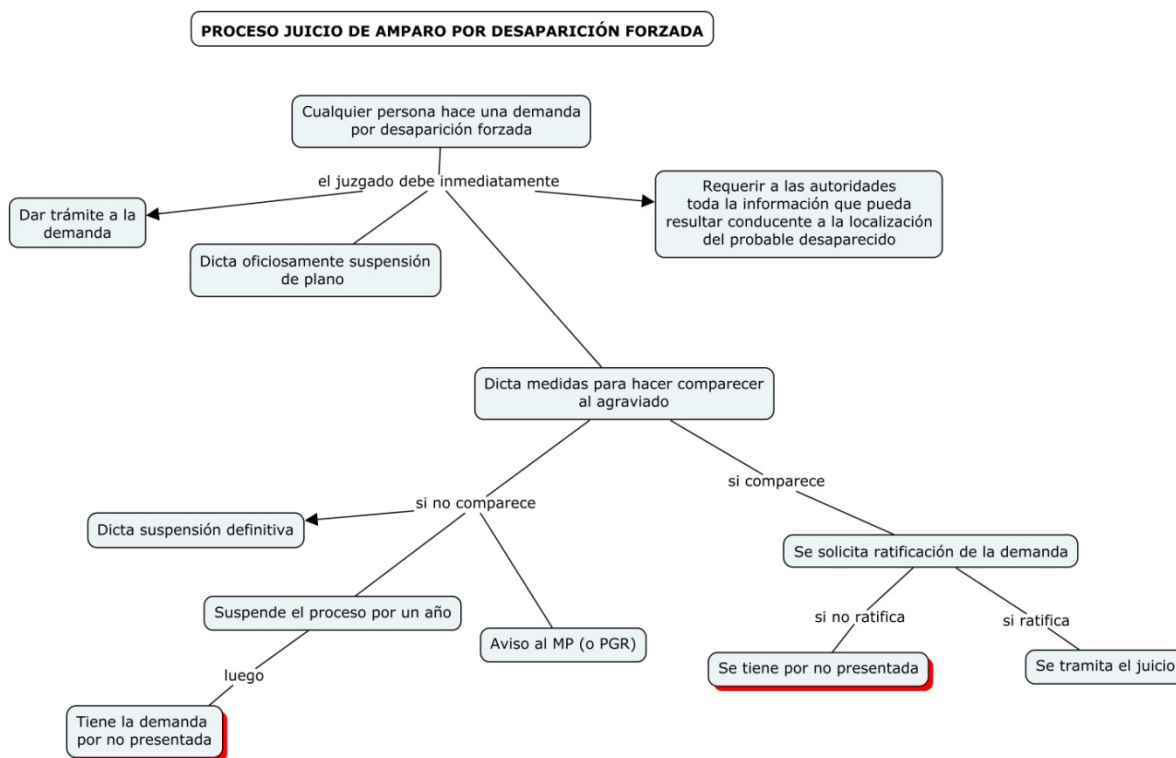 PROCESO JUICIO DE AMPARO POR DESAPARICIÓN FORZADA
Cualquier persona hace una demanda
por desaparición forzada
el juzgado debe inmediatamente
Dar trámite a la
demanda
Dicta oficiosamente suspensión
de plano
Requerir a las autoridades
toda la información que pueda
resultar conducente a la localización
del probable desaparecido
Dicta medidas para hacer comparecer
al agraviado
si no comparece
si comparece
Dicta suspensión definitiva
Suspende el proceso por un año
Aviso al MP (o PGR)
luego
Tiene la demanda
por no presentada
Se solicita ratificación de la demanda
si no ratifica
si ratifica
Se tiene por no presentada
Se tramita el juicio